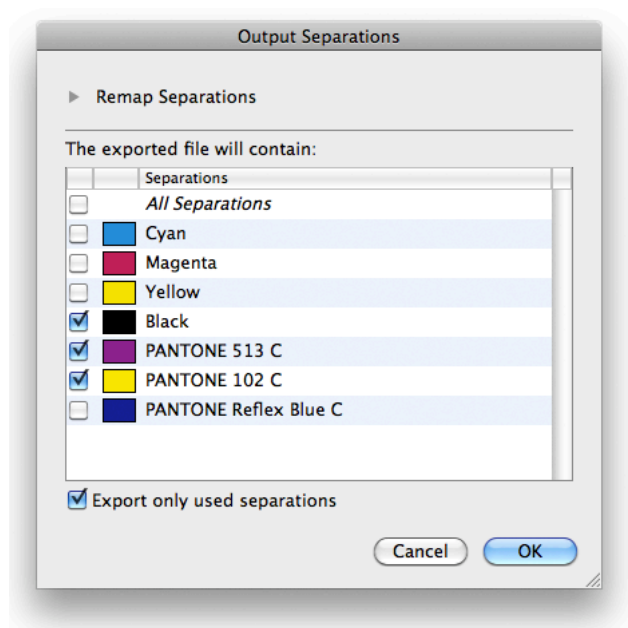 Output Separations
Remap Separations
The exported file will contain:
Separations
All Separations
Cyan
Magenta
Yellow
Black
PANTONE 513 C
PANTONE 102 C
PANTONE Reflex Blue C
Export only used separations
Cancel OK